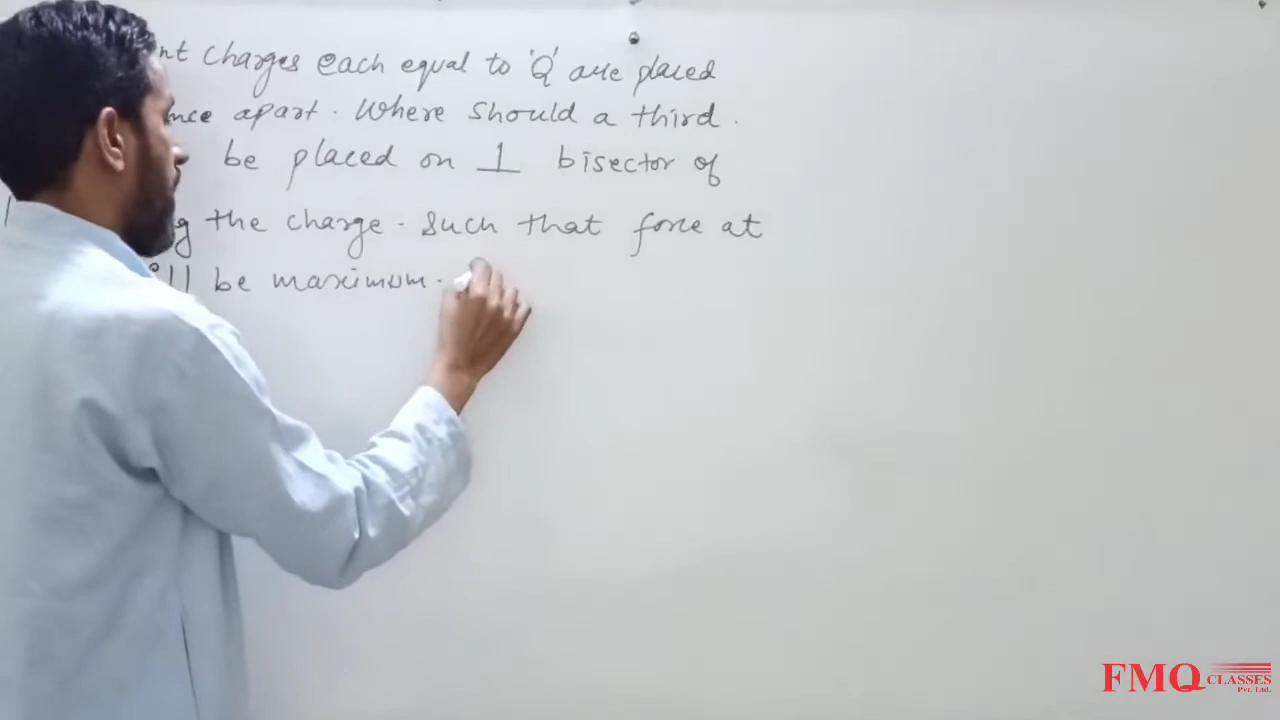 nt charges each equal to 'Q' are placed
nce apart. Where should a third.
be placed on ⊥ bisector of
g the charge. Such that force at
ill be maximum.
FMQ CLASSES
Pvt. Ltd.